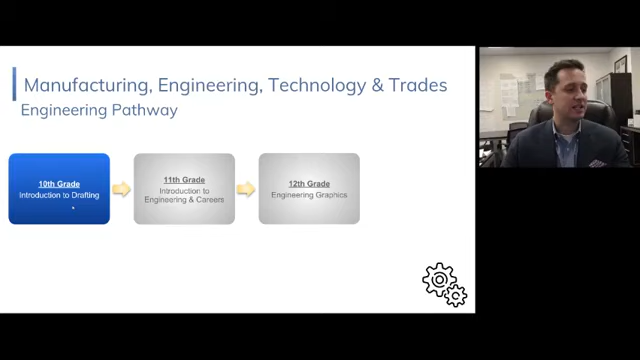 Manufacturing, Engineering, Technology & Trades
Engineering Pathway
10th Grade
Introduction to Drafting
11th Grade
Introduction to
Engineering & Careers
12th Grade
Engineering Graphics